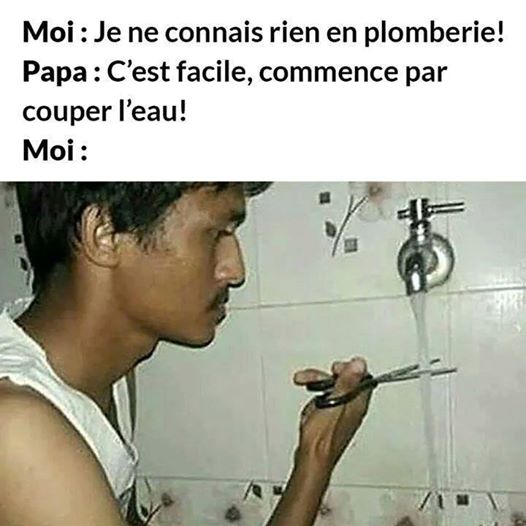 Moi : Je ne connais rien en plomberie!
Papa : C’est facile, commence par
couper l’eau!
Moi :